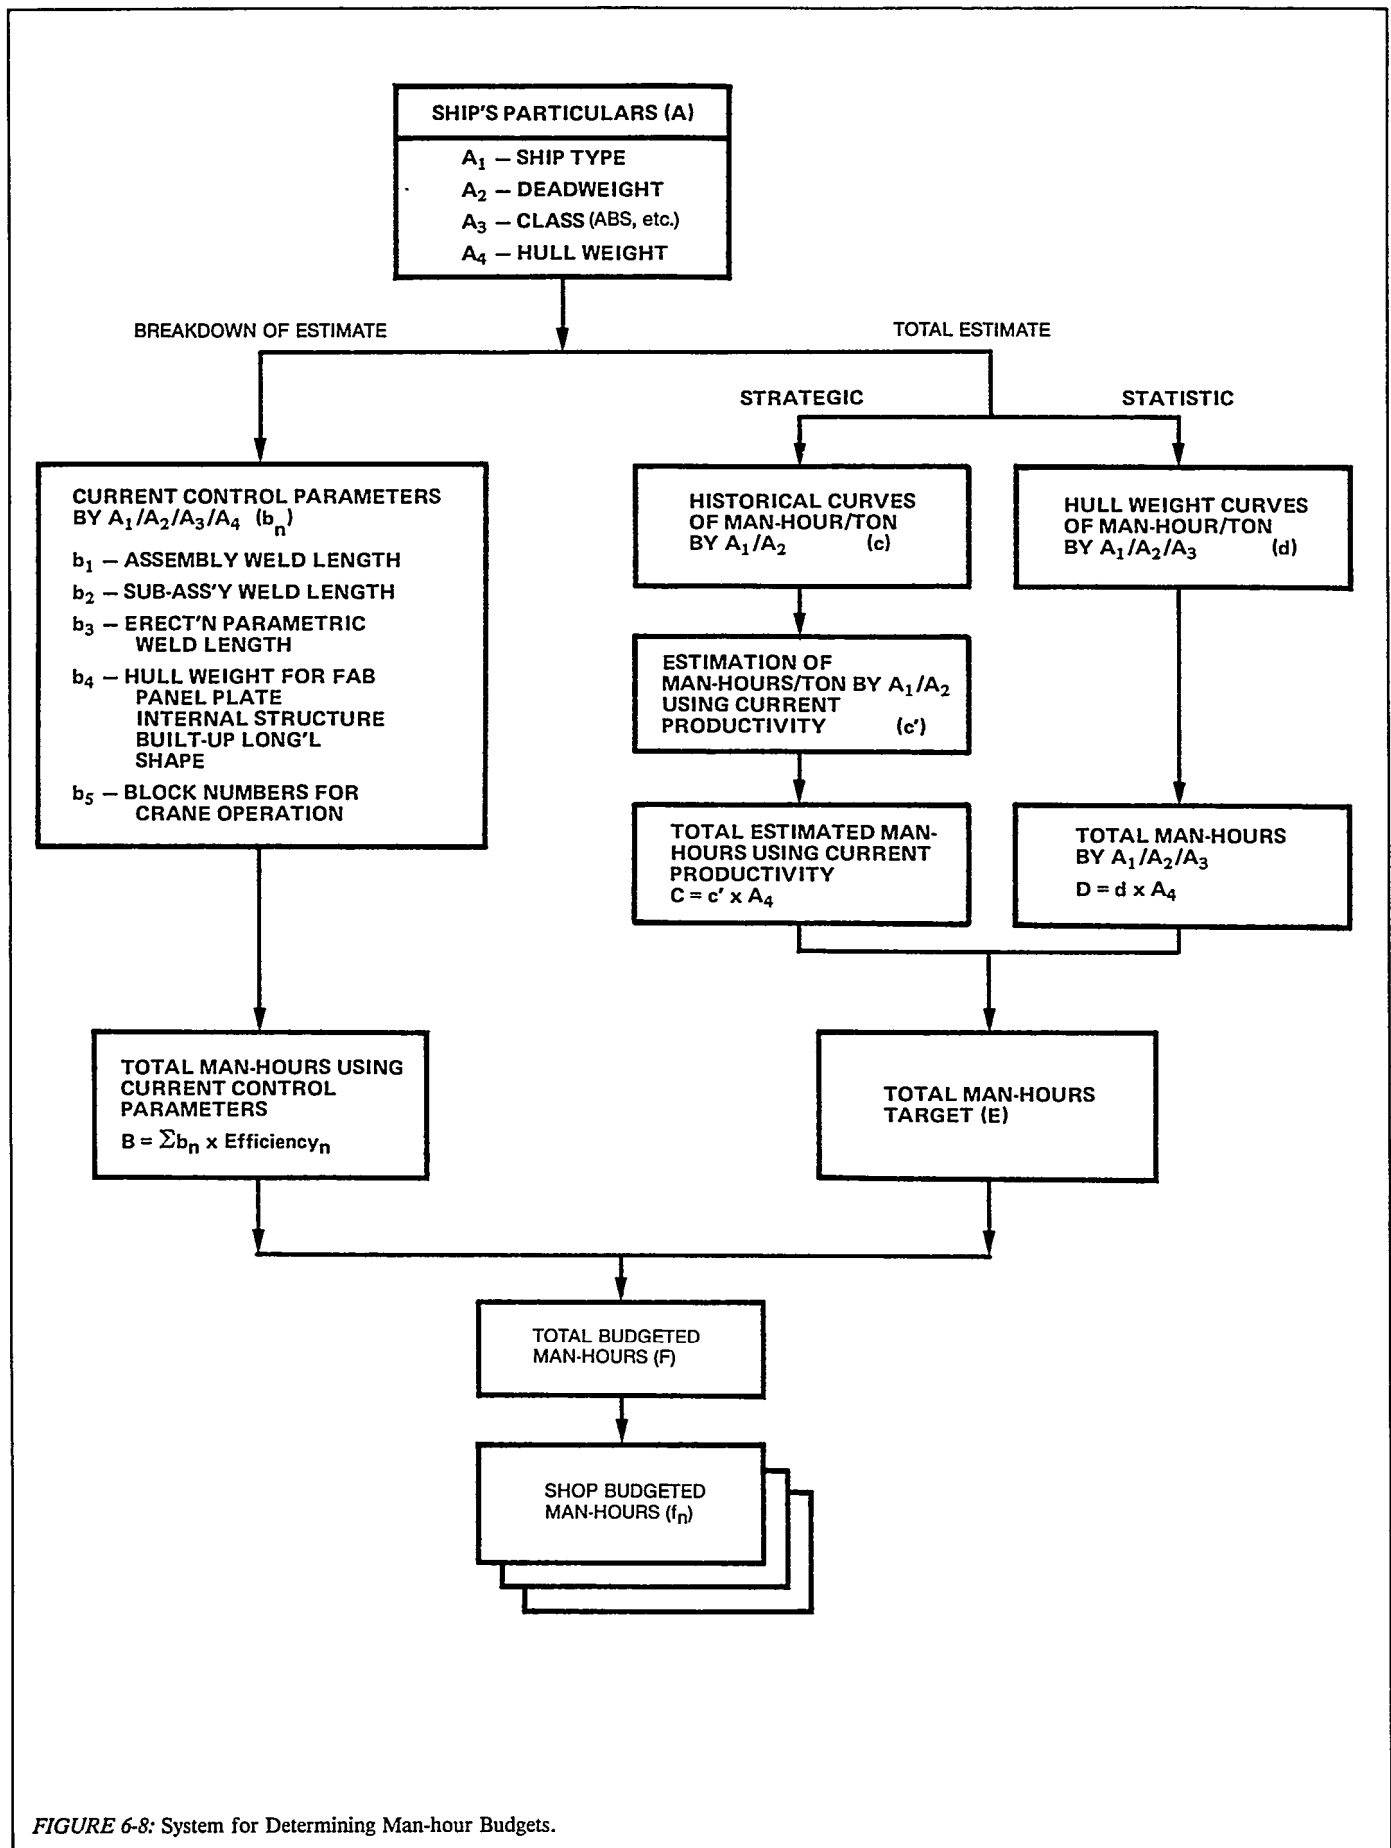 SHIP'S PARTICULARS (A)
A₁ – SHIP TYPE
A₂ – DEADWEIGHT
A₃ – CLASS (ABS, etc.)
A₄ – HULL WEIGHT
BREAKDOWN OF ESTIMATE
TOTAL ESTIMATE
STRATEGIC
STATISTIC
CURRENT CONTROL PARAMETERS
BY A₁/A₂/A₃/A₄ (bₙ)
b₁ – ASSEMBLY WELD LENGTH
b₂ – SUB-ASS'Y WELD LENGTH
b₃ – ERECT'N PARAMETRIC
WELD LENGTH
b₄ – HULL WEIGHT FOR FAB
PANEL PLATE
INTERNAL STRUCTURE
BUILT-UP LONG'L
SHAPE
b₅ – BLOCK NUMBERS FOR
CRANE OPERATION
HISTORICAL CURVES
OF MAN-HOUR/TON
BY A₁/A₂ (c)
HULL WEIGHT CURVES
OF MAN-HOUR/TON
BY A₁/A₂/A₃ (d)
ESTIMATION OF
MAN-HOURS/TON BY A₁/A₂
USING CURRENT
PRODUCTIVITY (c')
TOTAL ESTIMATED MAN-
HOURS USING CURRENT
PRODUCTIVITY
C = c' x A₄
TOTAL MAN-HOURS
BY A₁/A₂/A₃
D = d x A₄
TOTAL MAN-HOURS USING
CURRENT CONTROL
PARAMETERS
B = Σbₙ x Efficiencyₙ
TOTAL MAN-HOURS
TARGET (E)
TOTAL BUDGETED
MAN-HOURS (F)
SHOP BUDGETED
MAN-HOURS (fₙ)
FIGURE 6-8: System for Determining Man-hour Budgets.